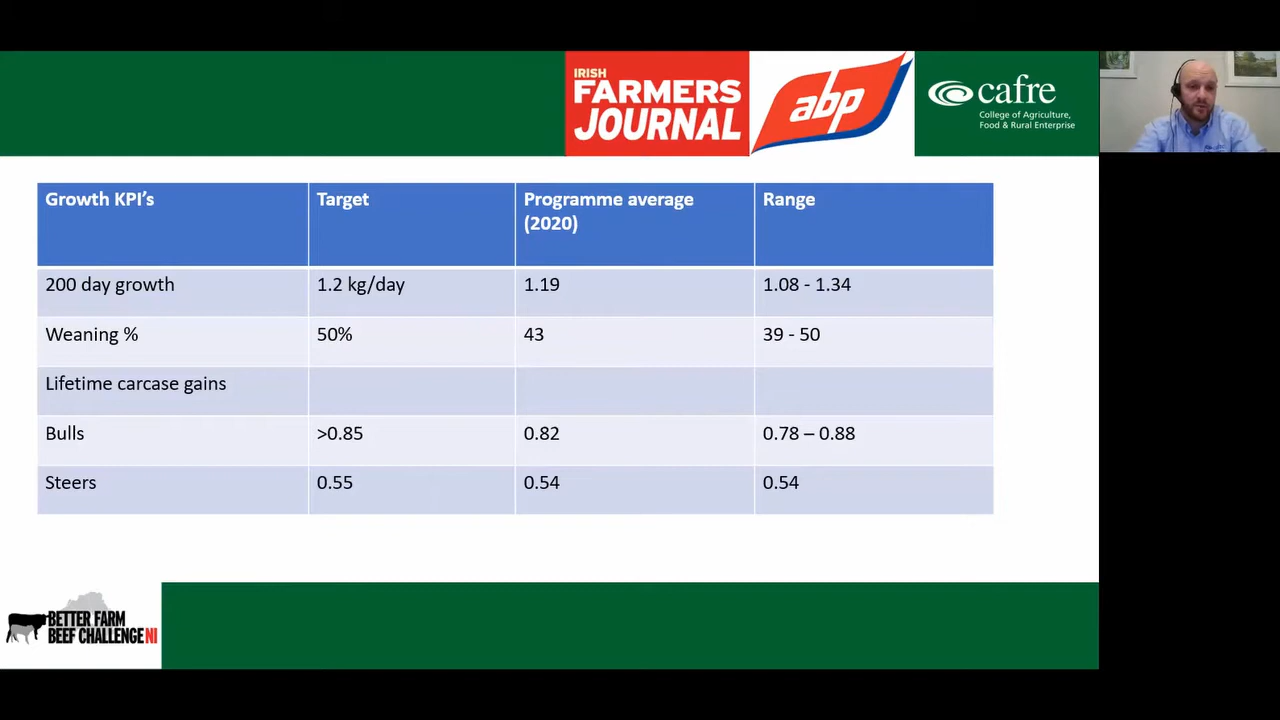 IRISH
FARMERS
JOURNAL
abp
cafre
College of Agriculture,
Food & Rural Enterprise
Growth KPI's Target Programme average (2020) Range
200 day growth 1.2 kg/day 1.19 1.08 - 1.34
Weaning % 50% 43 39 - 50
Lifetime carcase gains
Bulls >0.85 0.82 0.78 – 0.88
Steers 0.55 0.54 0.54
BETTER FARM
BEEF CHALLENGE NI